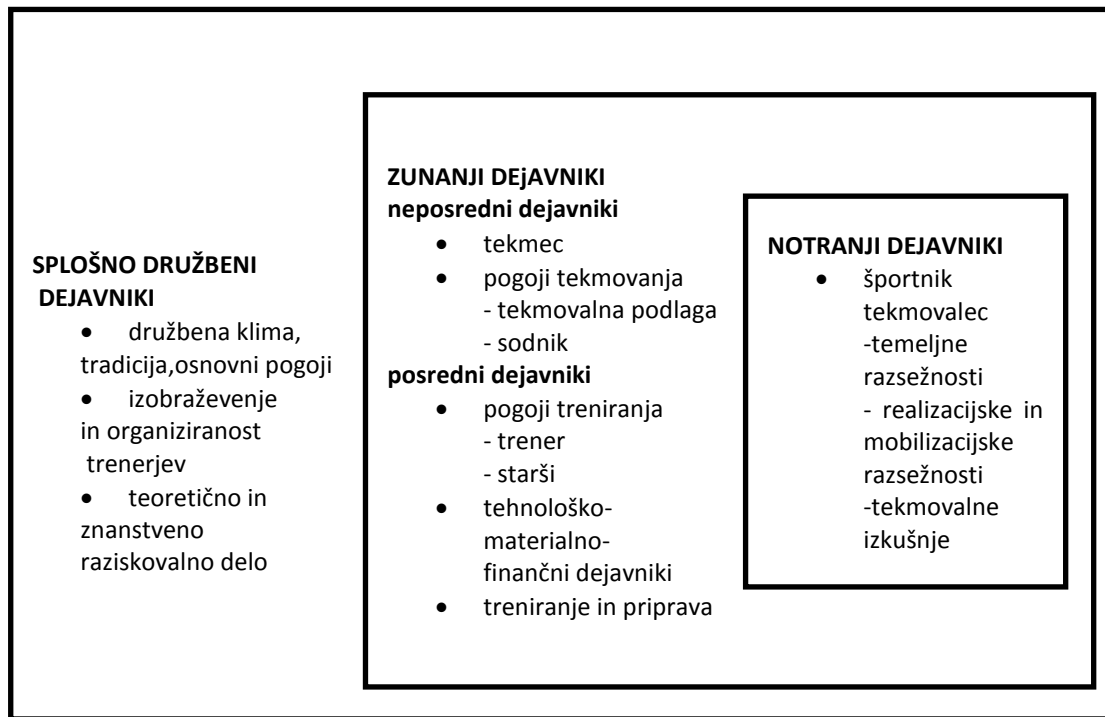 SPLOŠNO DRUŽBENI
DEJAVNIKI
• družbena klima,
tradicija,osnovni pogoji
• izobraževenje
in organiziranost
trenerjev
• teoretično in
znanstveno
raziskovalno delo
ZUNANJI DEjAVNIKI
neposredni dejavniki
• tekmec
• pogoji tekmovanja
- tekmovalna podlaga
- sodnik
posredni dejavniki
• pogoji treniranja
- trener
- starši
• tehnološko-
materialno-
finančni dejavniki
• treniranje in priprava
NOTRANJI DEJAVNIKI
• športnik
tekmovalec
-temeljne
razsežnosti
- realizacijske in
mobilizacijske
razsežnosti
-tekmovalne
izkušnje